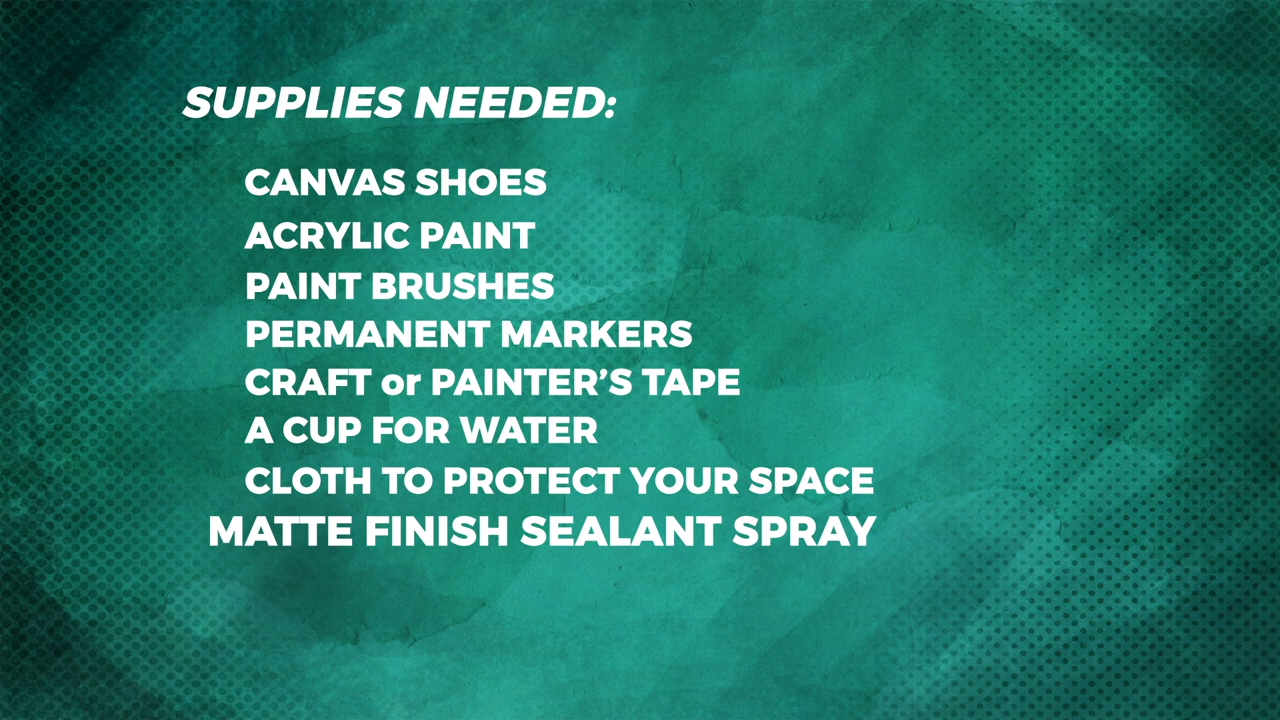 SUPPLIES NEEDED:
CANVAS SHOES
ACRYLIC PAINT
PAINT BRUSHES
PERMANENT MARKERS
CRAFT or PAINTER’S TAPE
A CUP FOR WATER
CLOTH TO PROTECT YOUR SPACE
MATTE FINISH SEALANT SPRAY